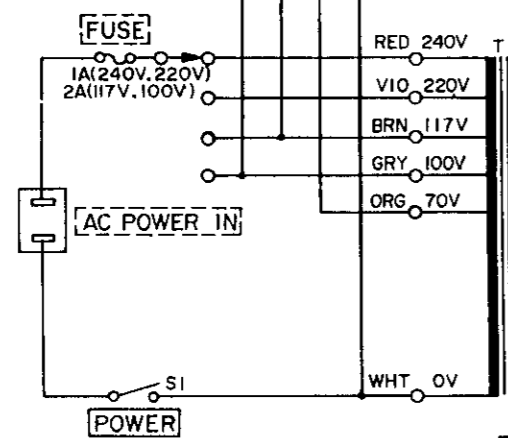 FUSE
1A(240V.220V)
2A(117V.100V)
RED 240V
T
VIO 220V
BRN 117V
GRY 100V
ORG 70V
AC POWER IN
S1
WHT 0V
POWER